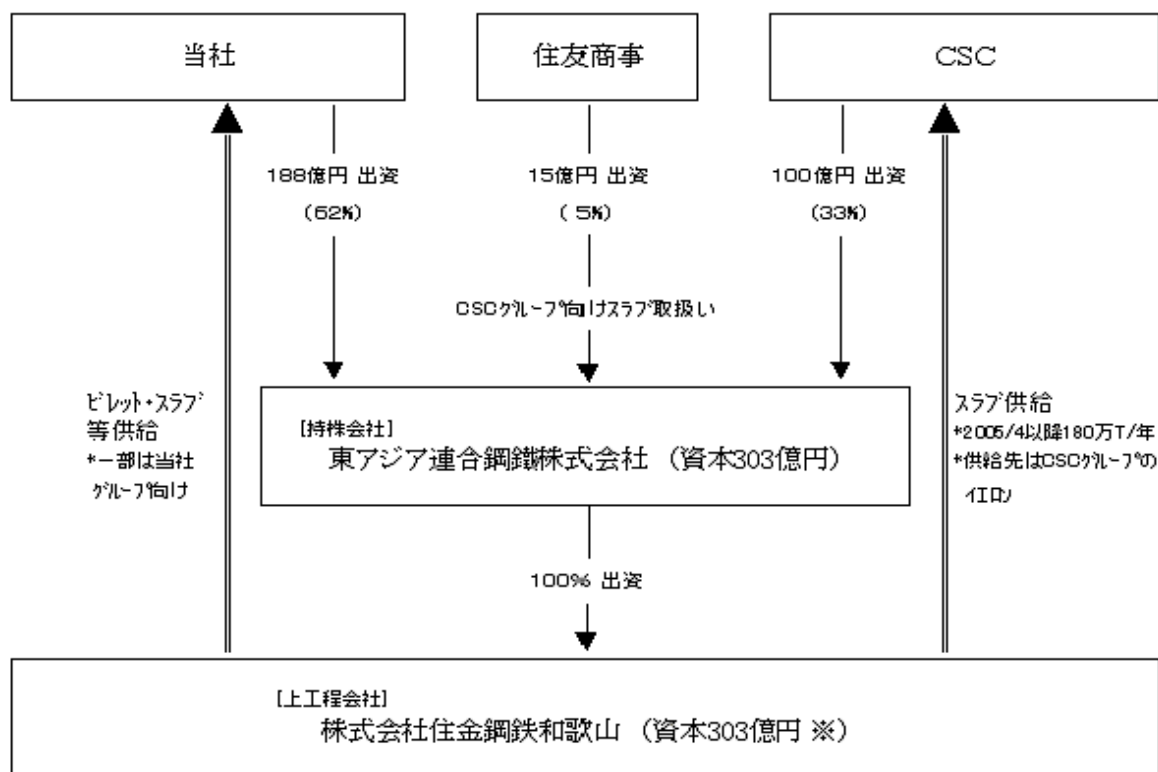 当社
住友商事
CSC
188億円 出資
(62%)
15億円 出資
( 5%)
100億円 出資
(33%)
CSCグループ向けスラブ取扱い
ビレット・スラブ
等供給
*一部は当社
グループ向け
[持株会社]
東アジア連合鋼鐵株式会社 (資本303億円)
スラブ供給
*2005/4以降180万T/年
*供給先はCSCグループの
イエロン
100% 出資
[上工程会社]
株式会社住金鋼鉄和歌山 (資本303億円 ※)